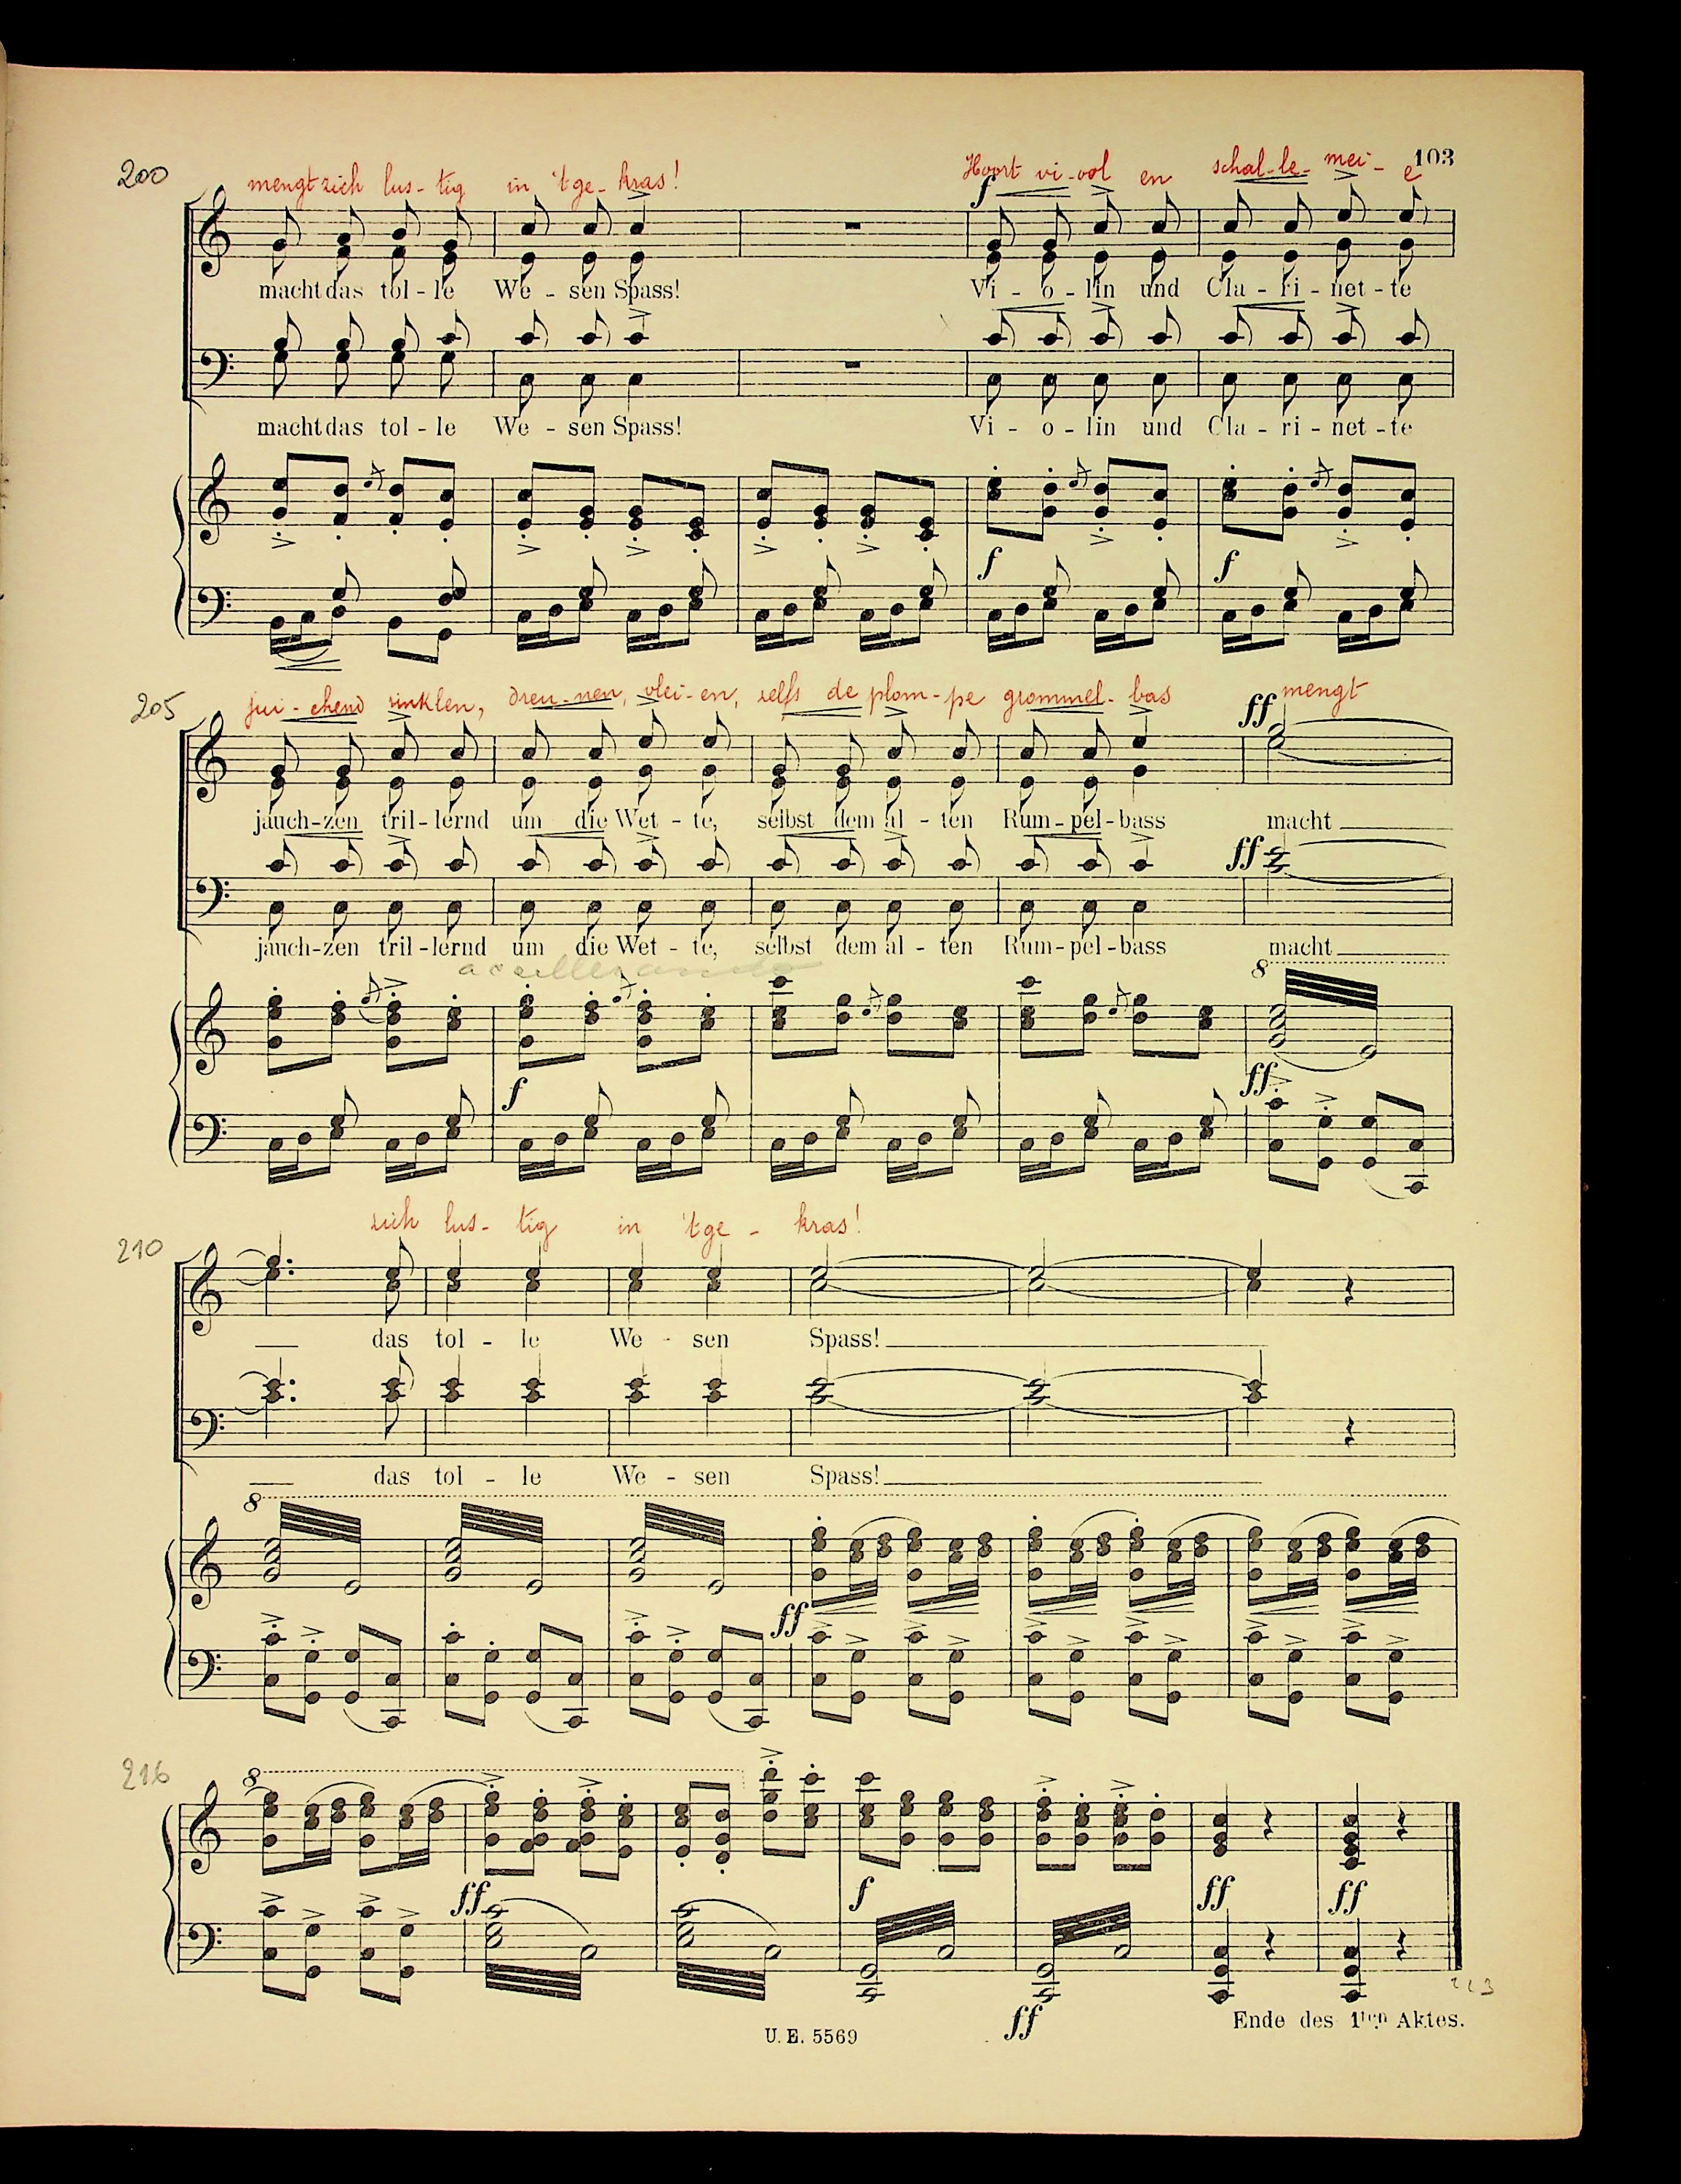 103
200 mengt zich lus-tig in 't ge-kras! Hoort vi-ool en schal-le-mei-e
f
macht das tol-le We-sen Spass! Vi-o-lin und Cla-ri-net-te
macht das tol-le We-sen Spass! Vi-o-lin und Cla-ri-net-te
f f
205 jui-chend rinklen, dreu-nen, vlei-en, zelfs de plom-pe grommel-bas mengt
ff
jauch-zen tril-lernd um die Wet-te, selbst dem al-ten Rum-pel-bass macht
ff
jauch-zen tril-lernd um die Wet-te, selbst dem al-ten Rum-pel-bass macht
8
f ff
zich lus-tig in 't ge-kras!
210
das tol-le We-sen Spass!
das tol-le We-sen Spass!
8
ff
216 8
ff f ff ff
ff
Ende des 1ten Aktes.
U. E. 5569